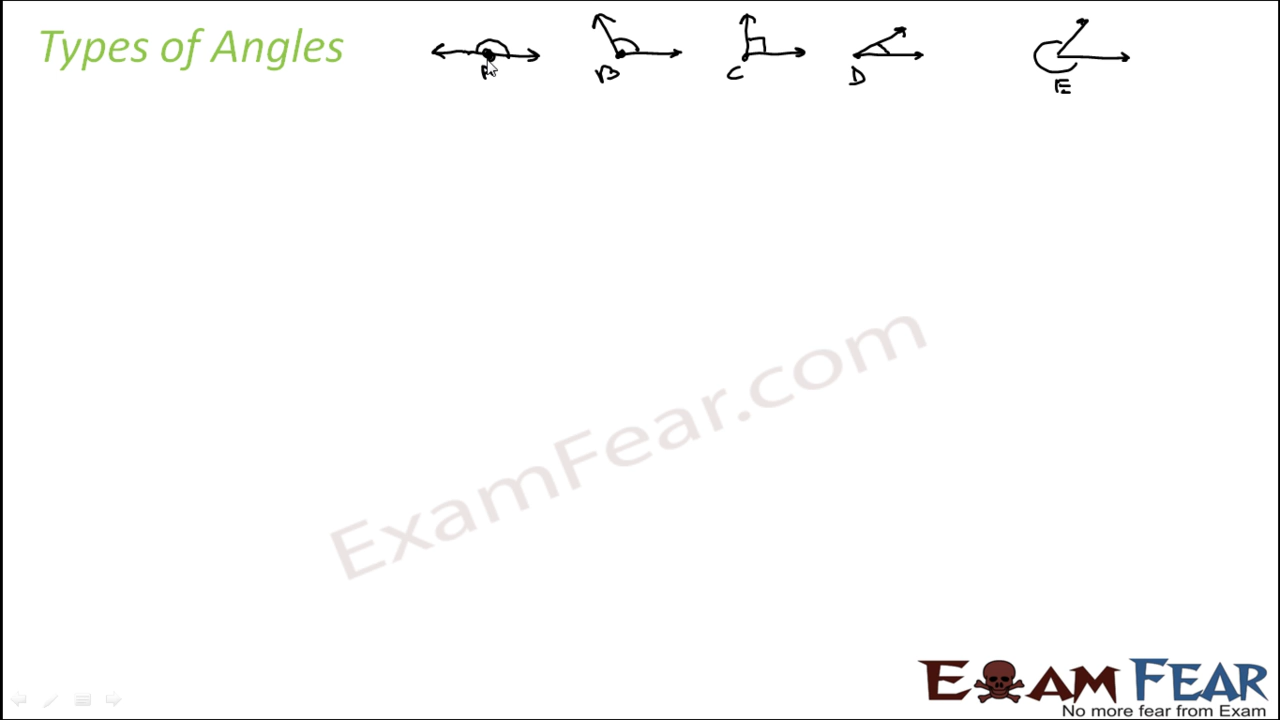 Types of Angles
A
B
C
D
E
ExamFear.com
EXAM FEAR
No more fear from Exam